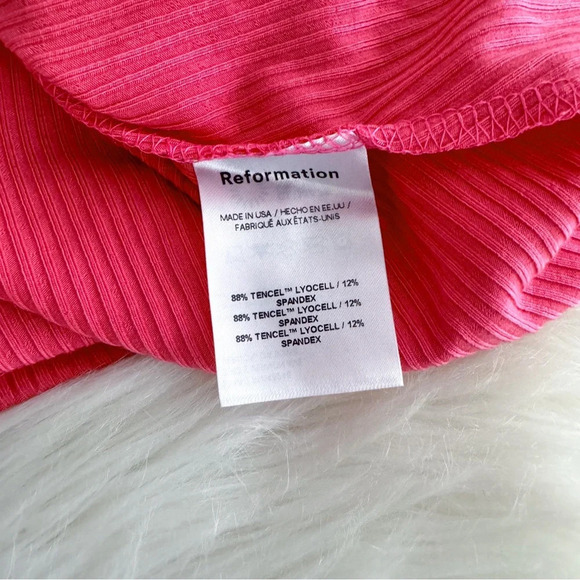 Reformation
MADE IN USA / HECHO EN EE.UU /
FABRIQUÉ AUX ÉTATS-UNIS
88% TENCEL™ LYOCELL / 12%
SPANDEX
88% TENCEL™ LYOCELL / 12%
SPANDEX
88% TENCEL™ LYOCELL / 12%
SPANDEX